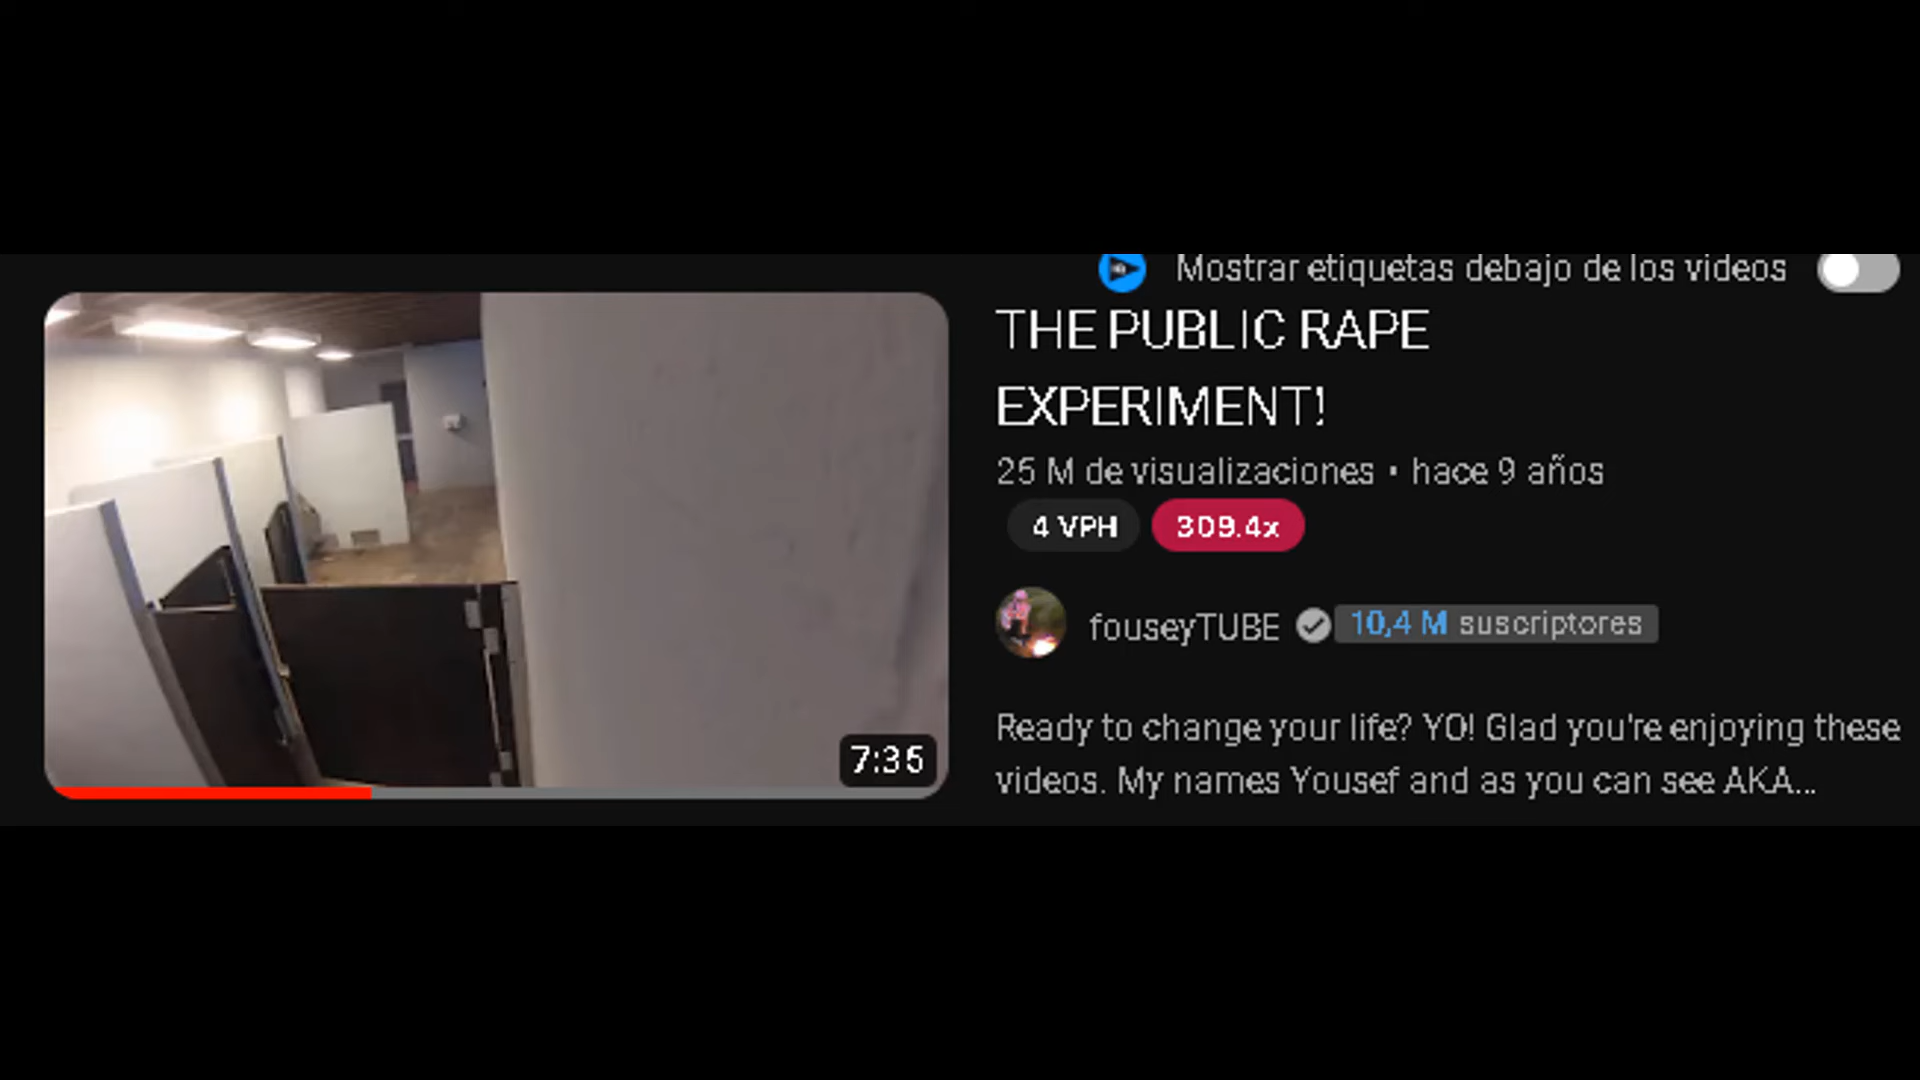 Mostrar etiquetas debajo de los videos
THE PUBLIC RAPE
EXPERIMENT!
25 M de visualizaciones • hace 9 años
4 VPH 309.4x
fouseyTUBE 10,4 M suscriptores
Ready to change your life? YO! Glad you're enjoying these
videos. My names Yousef and as you can see AKA...
7:35